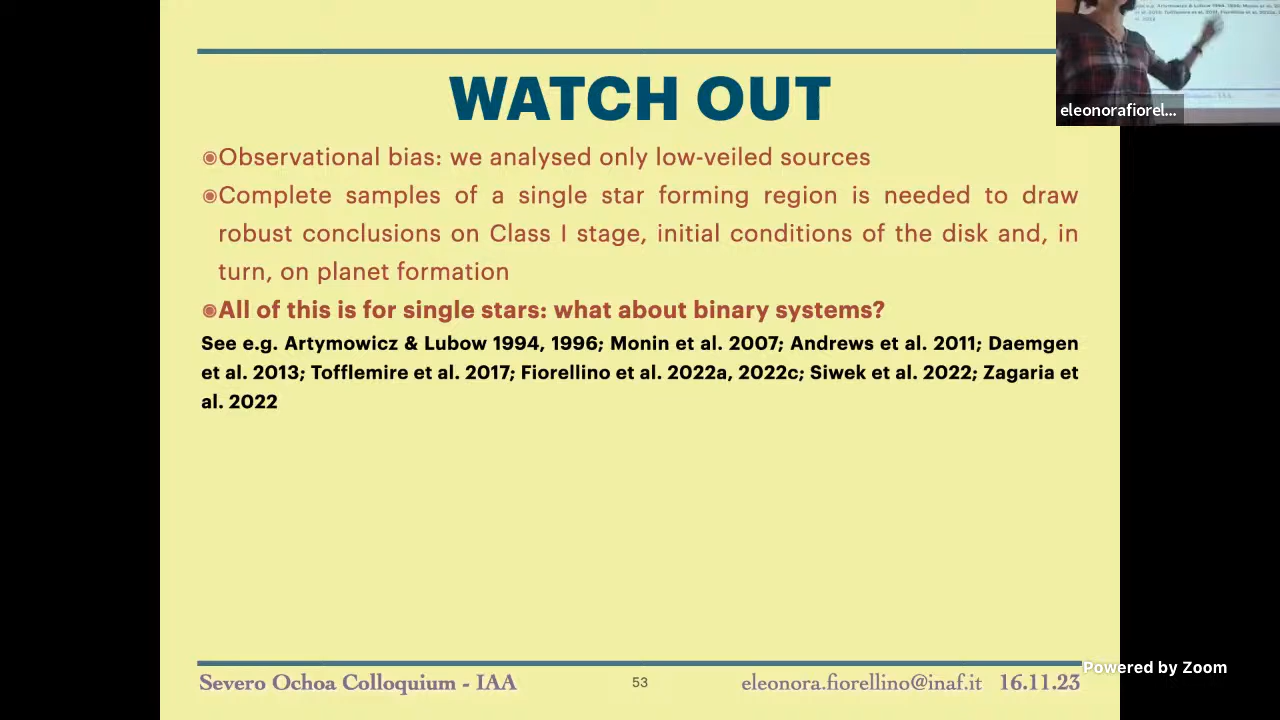 WATCH OUT
eleonorafiorel...
◉Observational bias: we analysed only low-veiled sources
◉Complete samples of a single star forming region is needed to draw
robust conclusions on Class I stage, initial conditions of the disk and, in
turn, on planet formation
◉All of this is for single stars: what about binary systems?
See e.g. Artymowicz & Lubow 1994, 1996; Monin et al. 2007; Andrews et al. 2011; Daemgen
et al. 2013; Tofflemire et al. 2017; Fiorellino et al. 2022a, 2022c; Siwek et al. 2022; Zagaria et
al. 2022
Powered by Zoom
Severo Ochoa Colloquium - IAA 53 eleonora.fiorellino@inaf.it 16.11.23